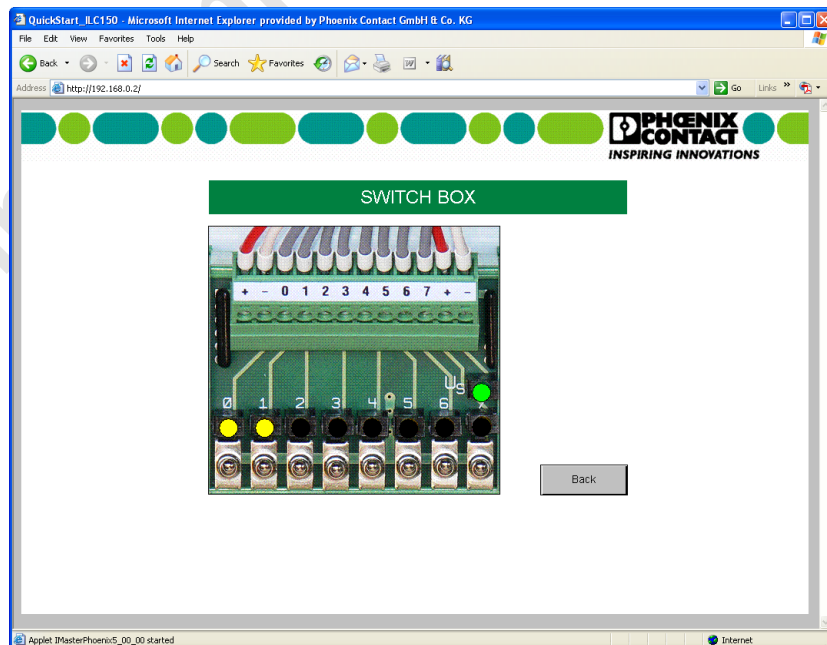 QuickStart_ILC150 - Microsoft Internet Explorer provided by Phoenix Contact GmbH & Co. KG
File Edit View Favorites Tools Help
Back Search Favorites
Address http://192.168.0.2/ Go Links »
PHŒNIX
CONTACT
INSPIRING INNOVATIONS
SWITCH BOX
+ - 0 1 2 3 4 5 6 7 + -
Us
0 1 2 3 4 5 6
Back
Applet IMasterPhoenix5_00_00 started Internet